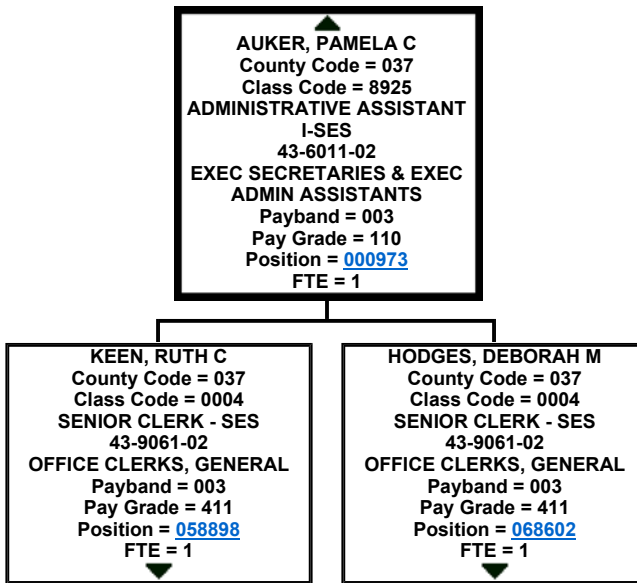 AUKER, PAMELA C
County Code = 037
Class Code = 8925
ADMINISTRATIVE ASSISTANT
I-SES
43-6011-02
EXEC SECRETARIES & EXEC
ADMIN ASSISTANTS
Payband = 003
Pay Grade = 110
Position = 000973
FTE = 1
KEEN, RUTH C
County Code = 037
Class Code = 0004
SENIOR CLERK - SES
43-9061-02
OFFICE CLERKS, GENERAL
Payband = 003
Pay Grade = 411
Position = 058898
FTE = 1
HODGES, DEBORAH M
County Code = 037
Class Code = 0004
SENIOR CLERK - SES
43-9061-02
OFFICE CLERKS, GENERAL
Payband = 003
Pay Grade = 411
Position = 068602
FTE = 1